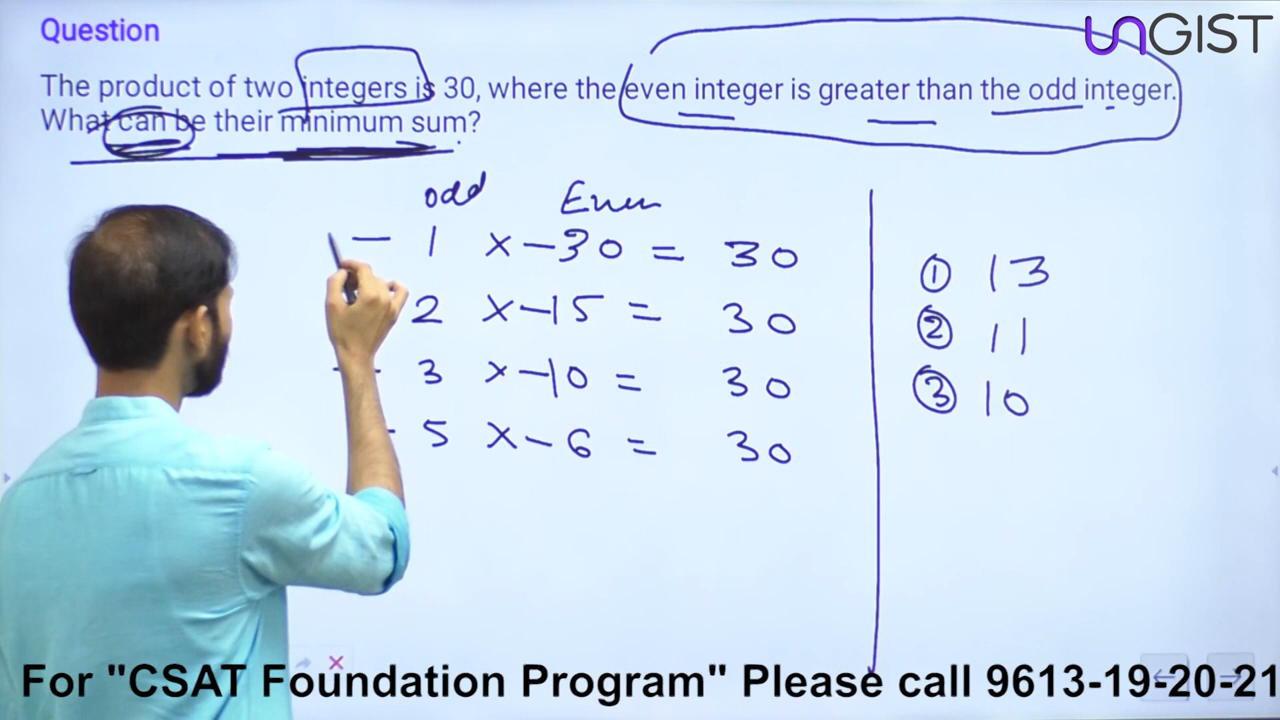 Question
UNGIST
The product of two integers is 30, where the even integer is greater than the odd integer.
What can be their minimum sum?
odd Even
- 1 x -30 = 30
2 x -15 = 30
- 3 x -10 = 30
- 5 x - 6 = 30
① 13
② 11
③ 10
For "CSAT Foundation Program" Please call 9613-19-20-21